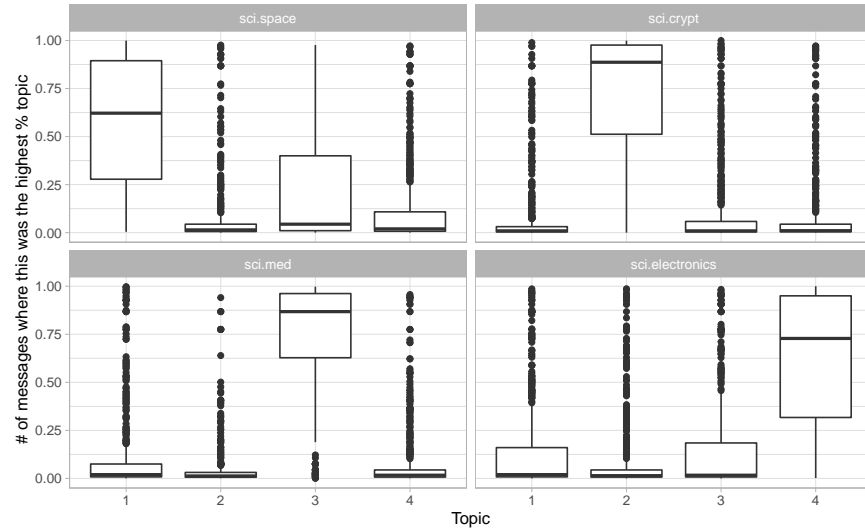 sci.space
sci.crypt
1.00
0.75
0.50
0.25
0.00
sci.med
sci.electronics
1.00
0.75
0.50
0.25
0.00
1 2 3 4
1 2 3 4
Topic
# of messages where this was the highest % topic